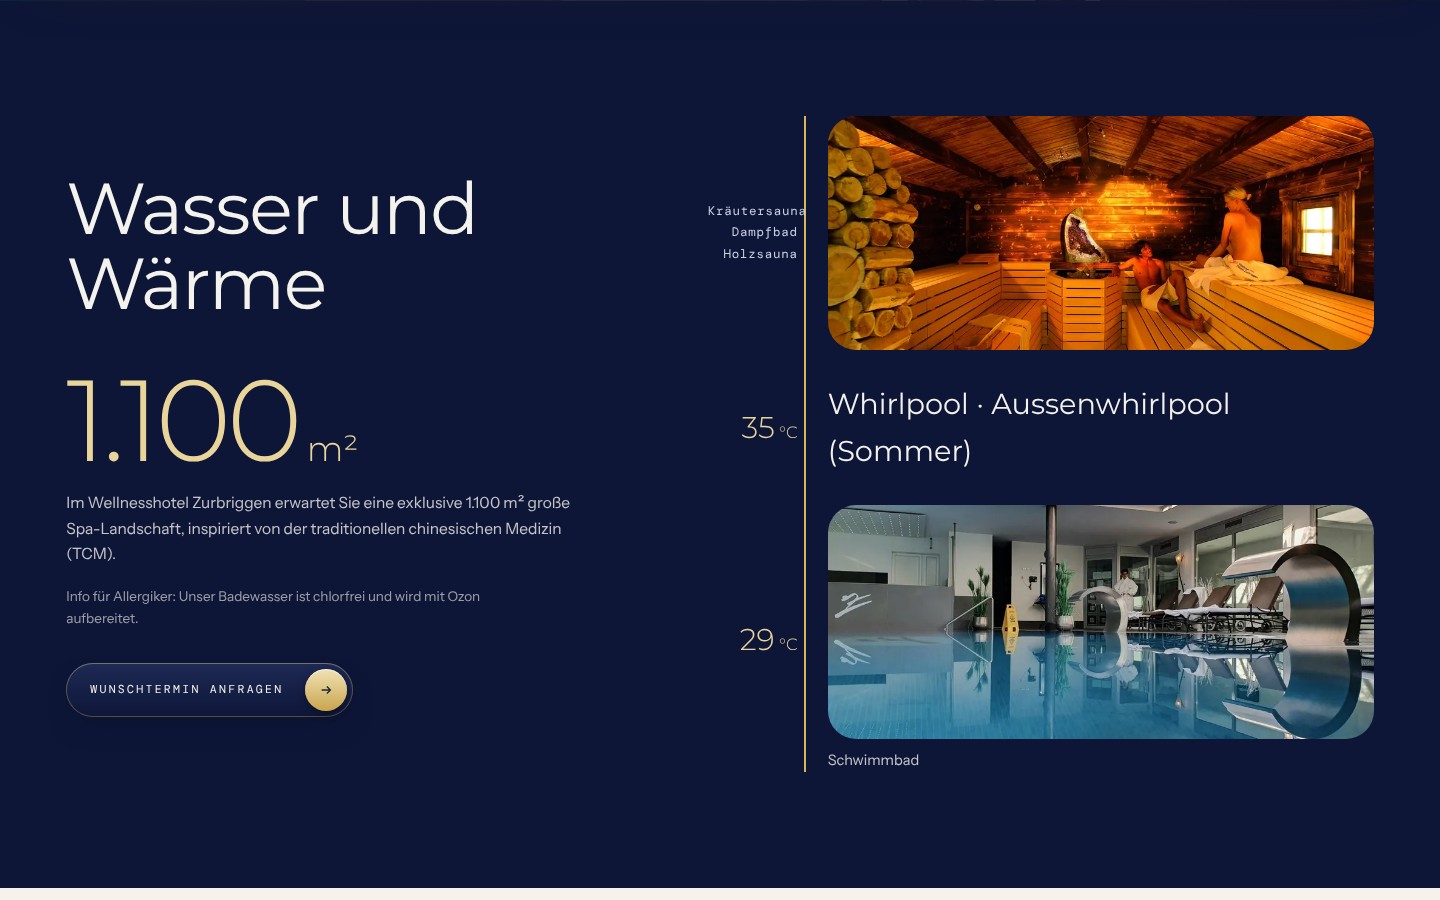 Wasser und
Wärme
1.100 m²
Im Wellnesshotel Zurbriggen erwartet Sie eine exklusive 1.100 m² große
Spa-Landschaft, inspiriert von der traditionellen chinesischen Medizin
(TCM).
Info für Allergiker: Unser Badewasser ist chlorfrei und wird mit Ozon
aufbereitet.
WUNSCHTERMIN ANFRAGEN
Kräutersauna
Dampfbad
Holzsauna
35 °C
Whirlpool · Aussenwhirlpool
(Sommer)
29 °C
Schwimmbad